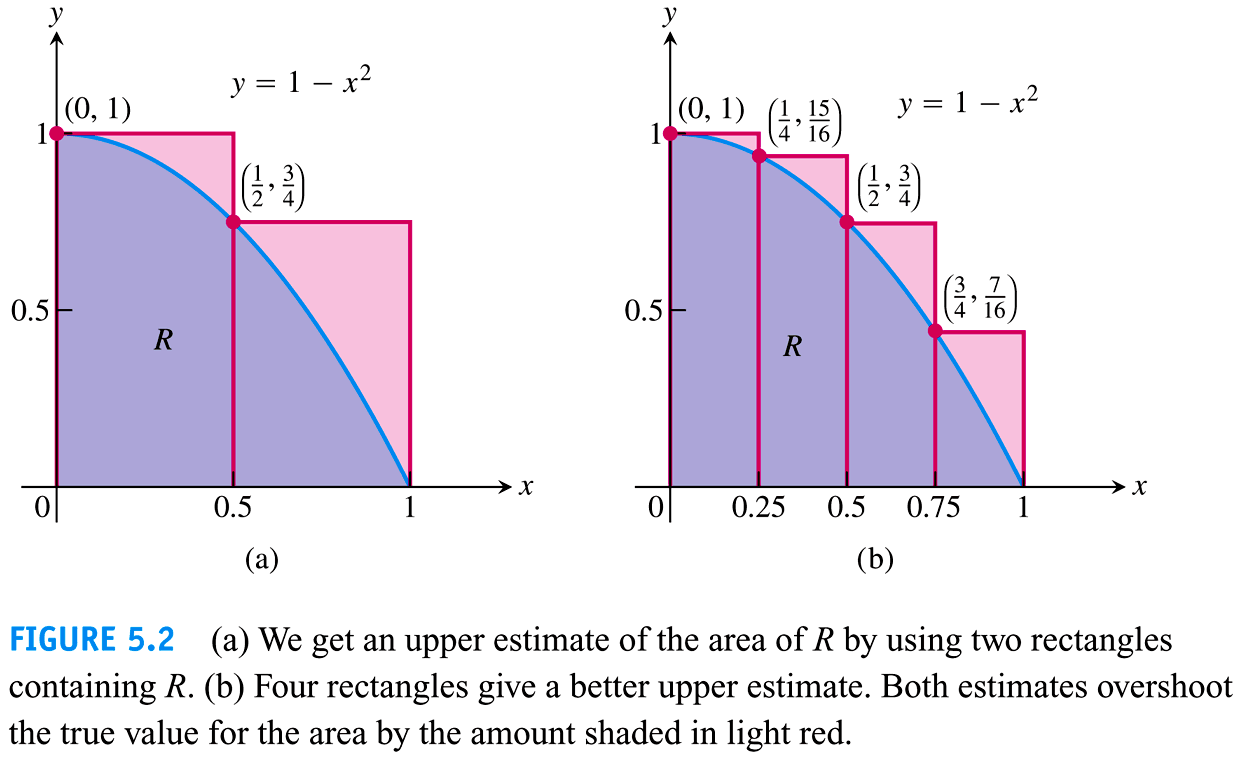 y
y = 1 − x²
(0, 1)
1
(1/2, 3/4)
0.5
R
0
0.5
1
x
(a)
y
y = 1 − x²
(0, 1)
(1/4, 15/16)
1
(1/2, 3/4)
(3/4, 7/16)
0.5
R
0
0.25
0.5
0.75
1
x
(b)
FIGURE 5.2 (a) We get an upper estimate of the area of R by using two rectangles
containing R. (b) Four rectangles give a better upper estimate. Both estimates overshoot
the true value for the area by the amount shaded in light red.